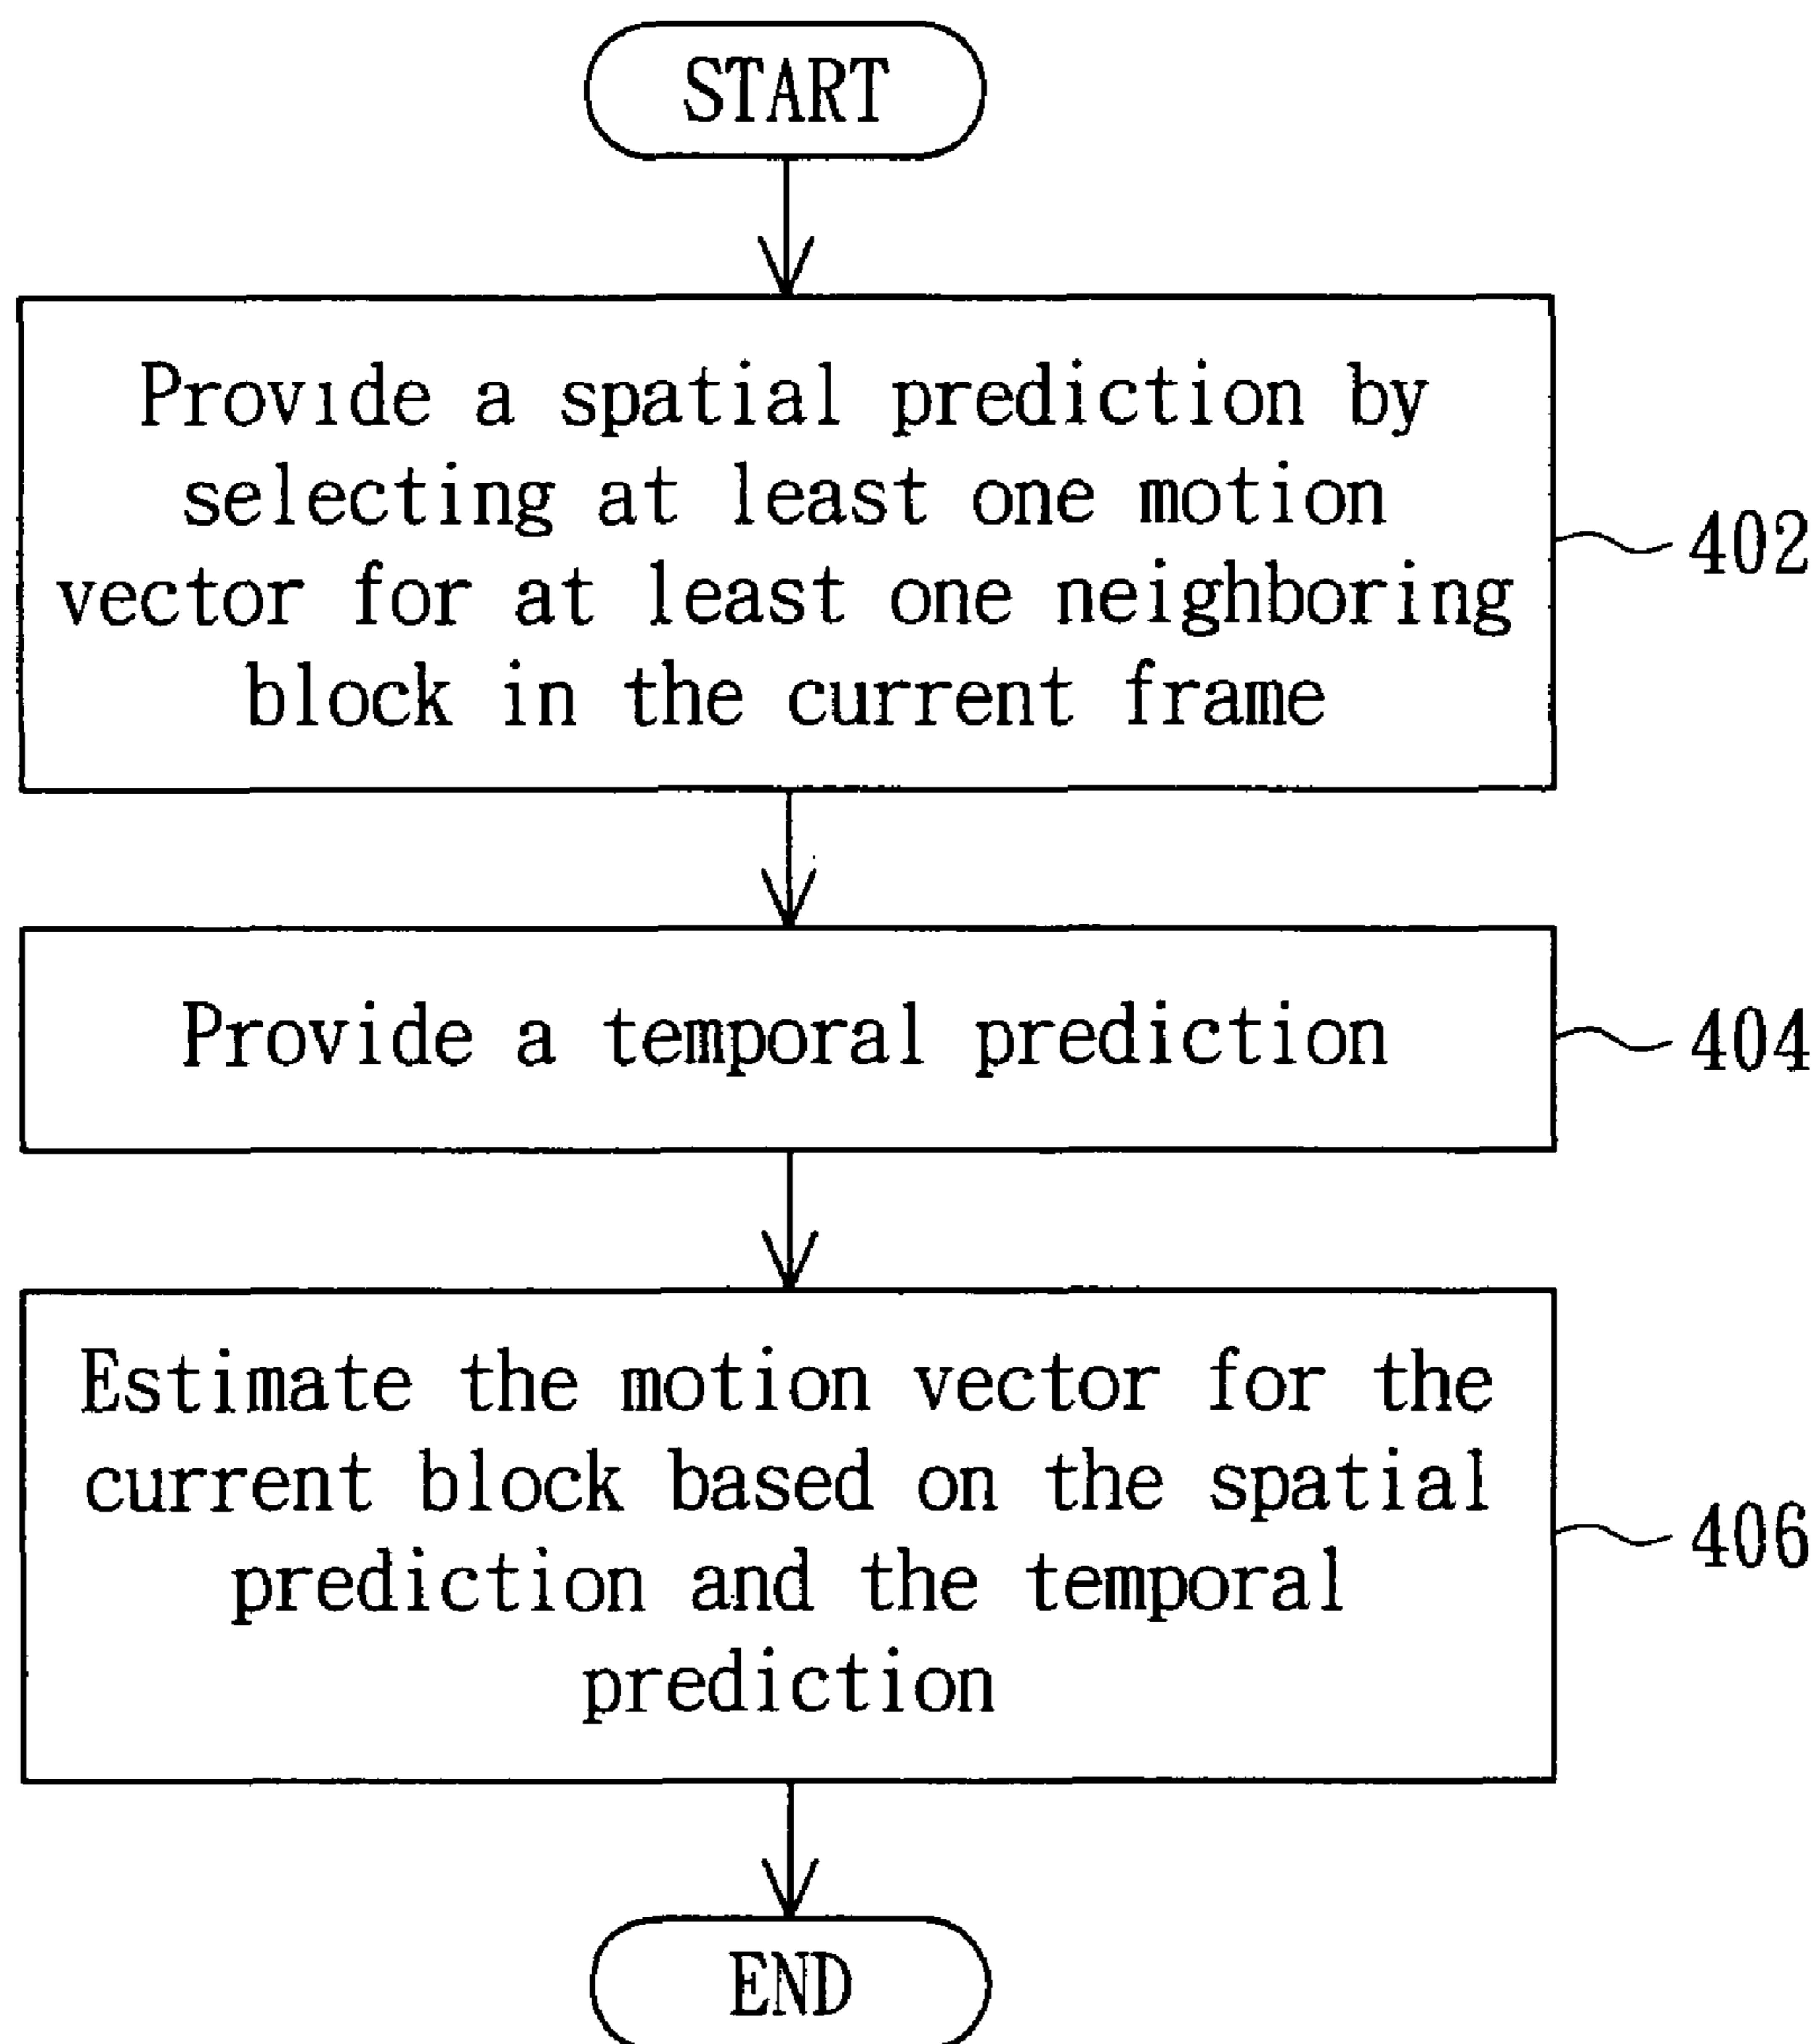 START
Provide a spatial prediction by
selecting at least one motion
vector for at least one neighboring
block in the current frame
402
Provide a temporal prediction
404
Estimate the motion vector for the
current block based on the spatial
prediction and the temporal
prediction
406
END